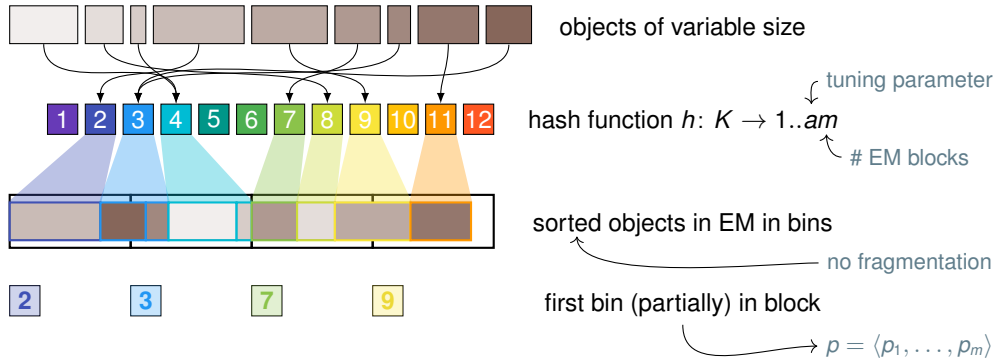 objects of variable size
tuning parameter
1 2 3 4 5 6 7 8 9 10 11 12
hash function h: K → 1..am
# EM blocks
sorted objects in EM in bins
no fragmentation
2 3 7 9
first bin (partially) in block
p = ⟨p₁, . . . , pₘ⟩